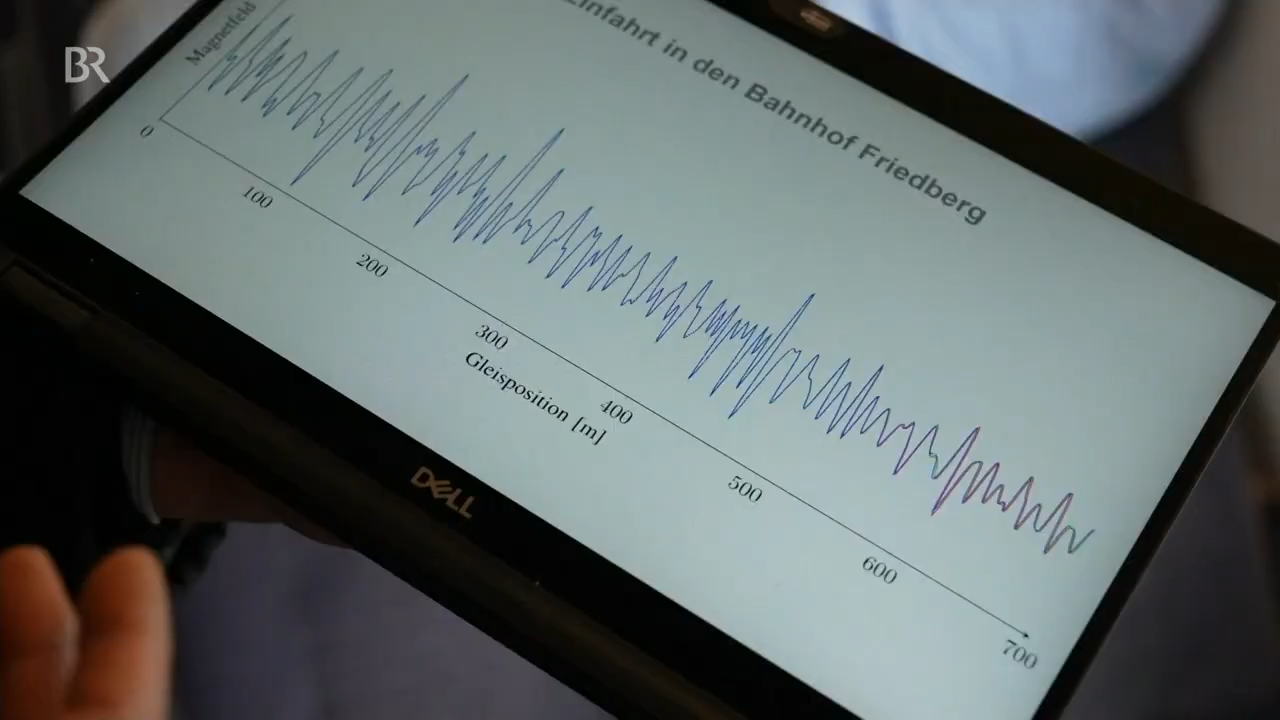 BR
Einfahrt in den Bahnhof Friedberg
Magnetfeld
0
100
200
300
400
500
600
700
Gleisposition [m]
DELL